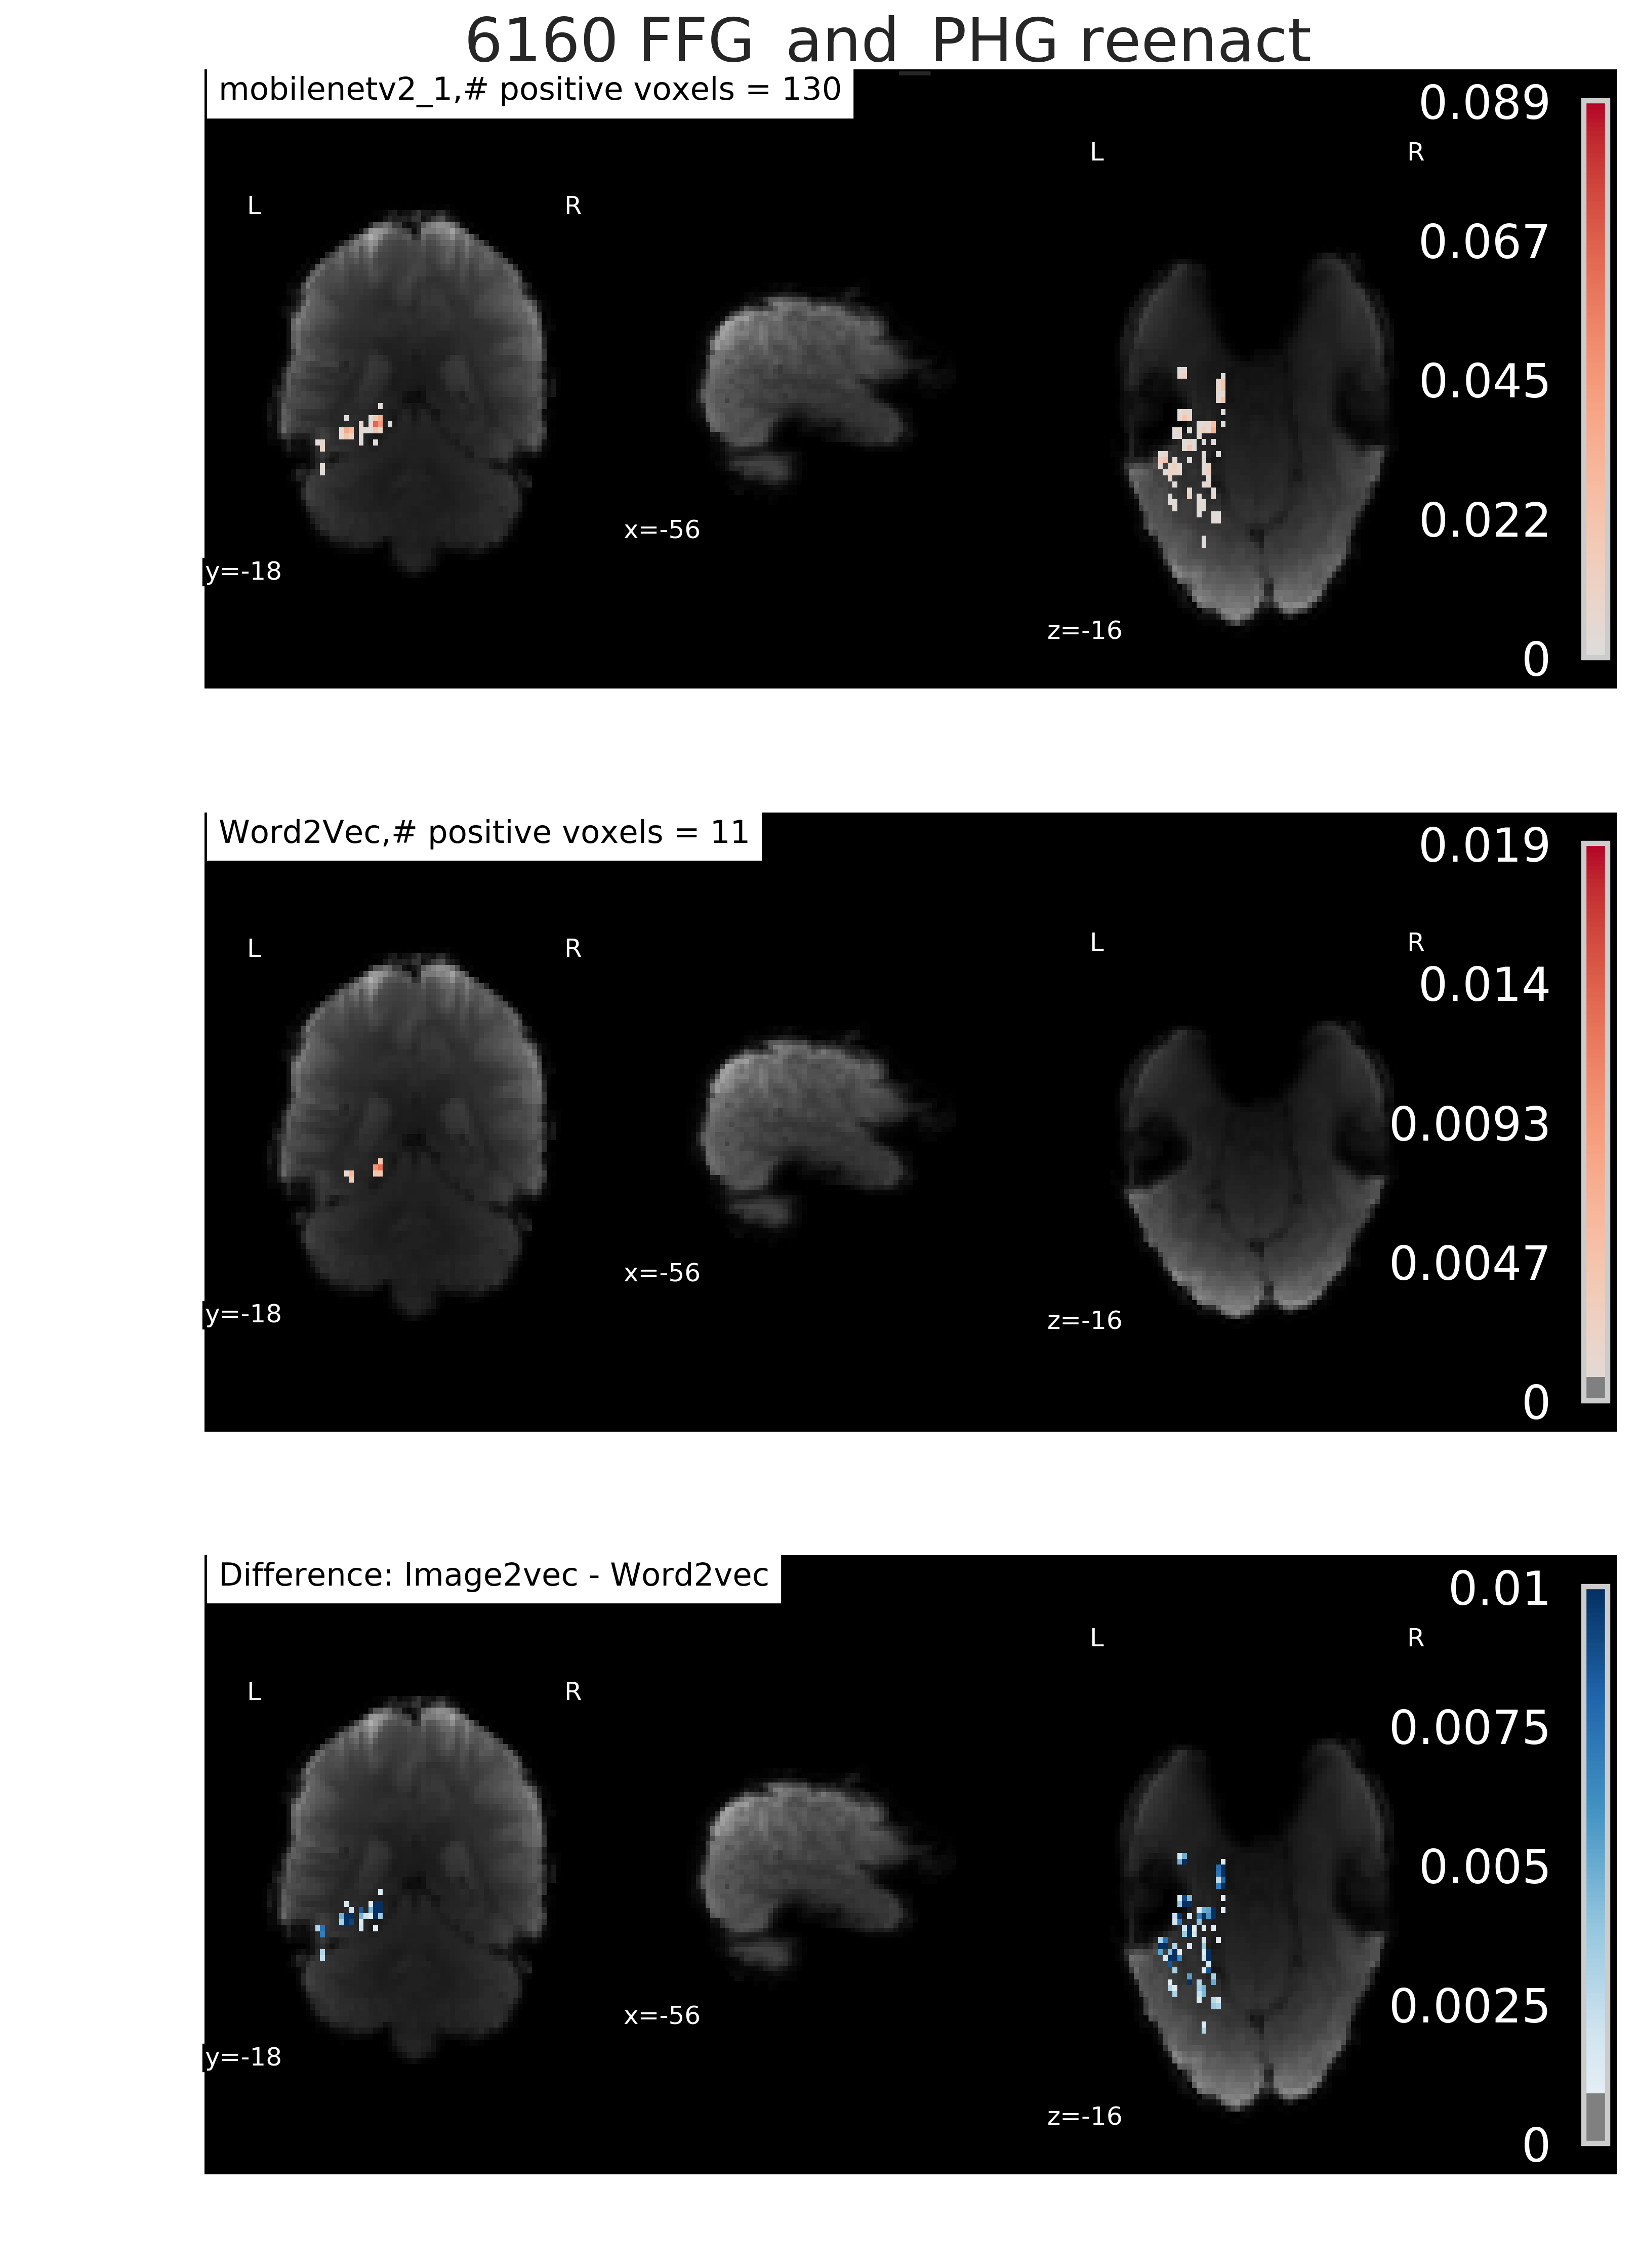 6160 FFG and_PHG reenact
mobilenetv2_1,# positive voxels = 130
0.089
L R
L R
0.067
0.045
0.022
x=-56
y=-18
z=-16
0
Word2Vec,# positive voxels = 11
0.019
L R
L R
0.014
0.0093
0.0047
x=-56
y=-18
z=-16
0
Difference: Image2vec - Word2vec
0.01
L R
L R
0.0075
0.005
0.0025
x=-56
y=-18
z=-16
0